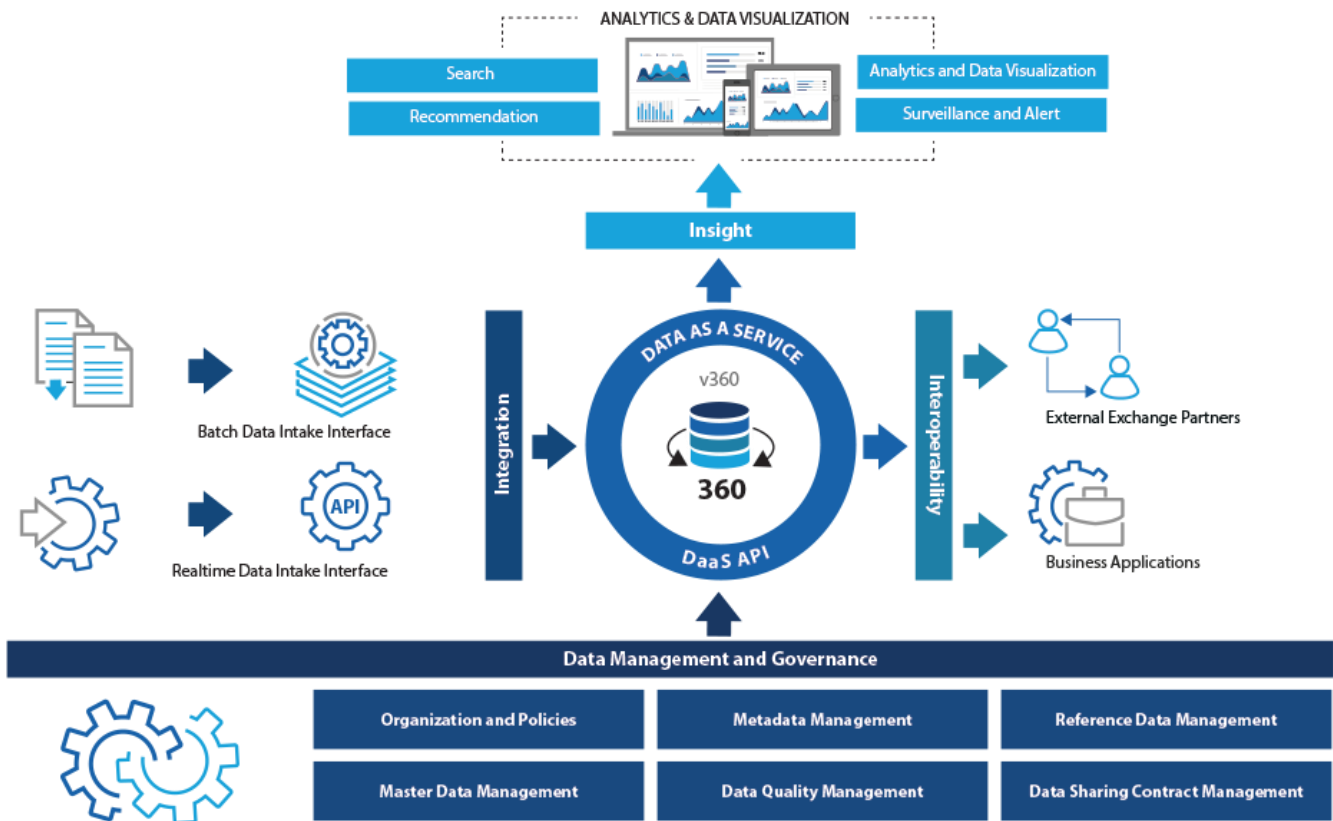 ANALYTICS & DATA VISUALIZATION
Search
Analytics and Data Visualization
Recommendation
Surveillance and Alert
Insight
Integration
DATA AS A SERVICE
v360
360
DaaS API
Interoperability
Batch Data Intake Interface
API
Realtime Data Intake Interface
External Exchange Partners
Business Applications
Data Management and Governance
Organization and Policies
Metadata Management
Reference Data Management
Master Data Management
Data Quality Management
Data Sharing Contract Management